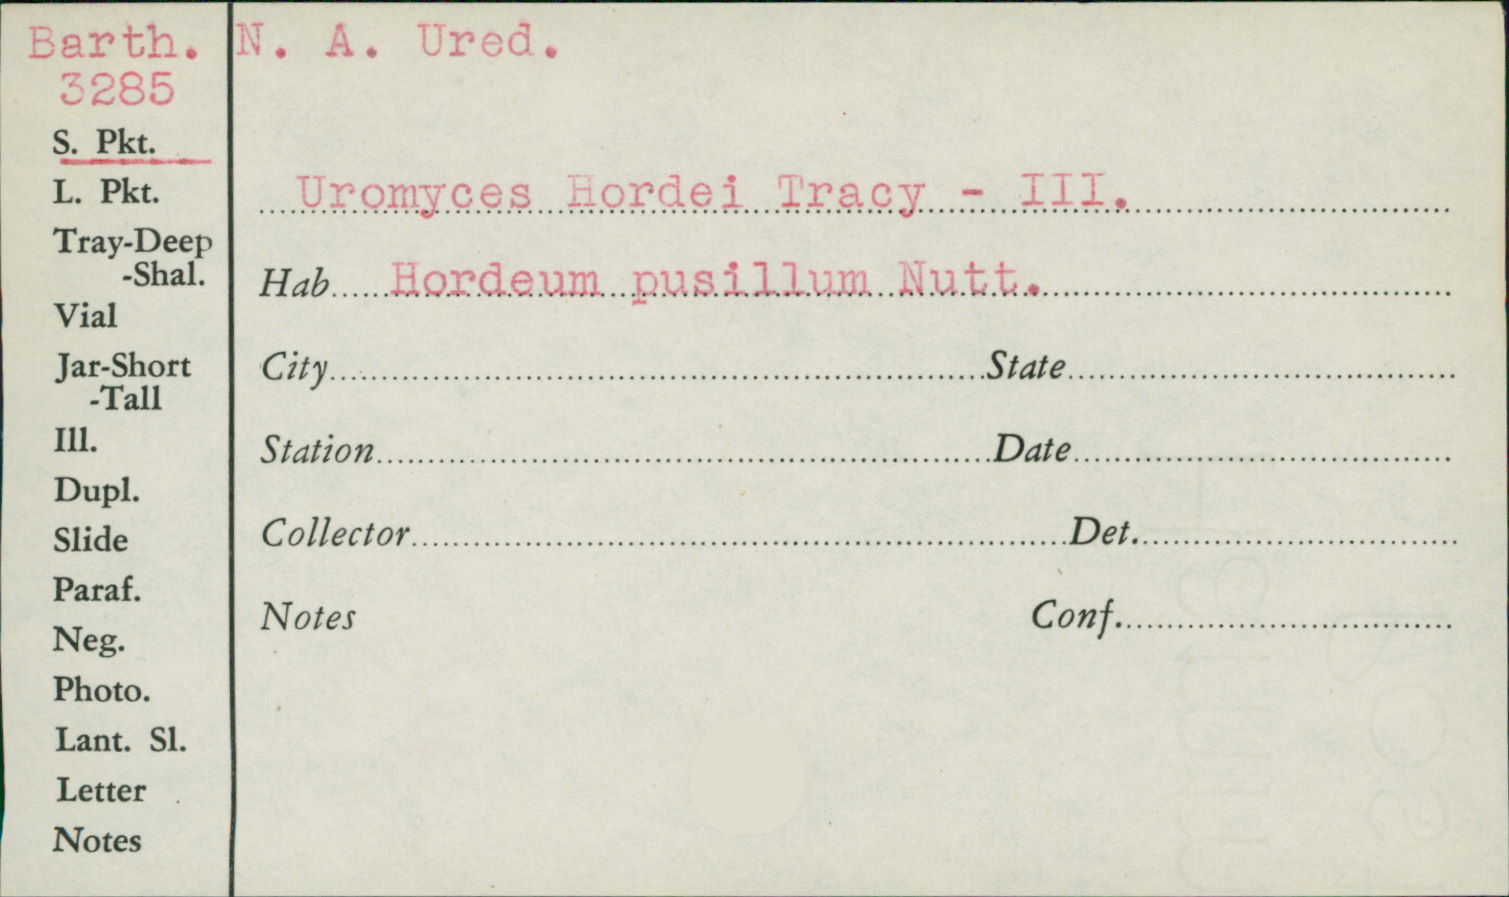 Barth. N. A. Ured.
3285
S. Pkt.
L. Pkt.
Tray-Deep
-Shal.
Vial
Jar-Short
-Tall
Ill.
Dupl.
Slide
Paraf.
Neg.
Photo.
Lant. Sl.
Letter
Notes
Uromyces Hordei Tracy - III.
Hab Hordeum pusillum Nutt.
City State
Station Date
Collector Det.
Notes Conf.